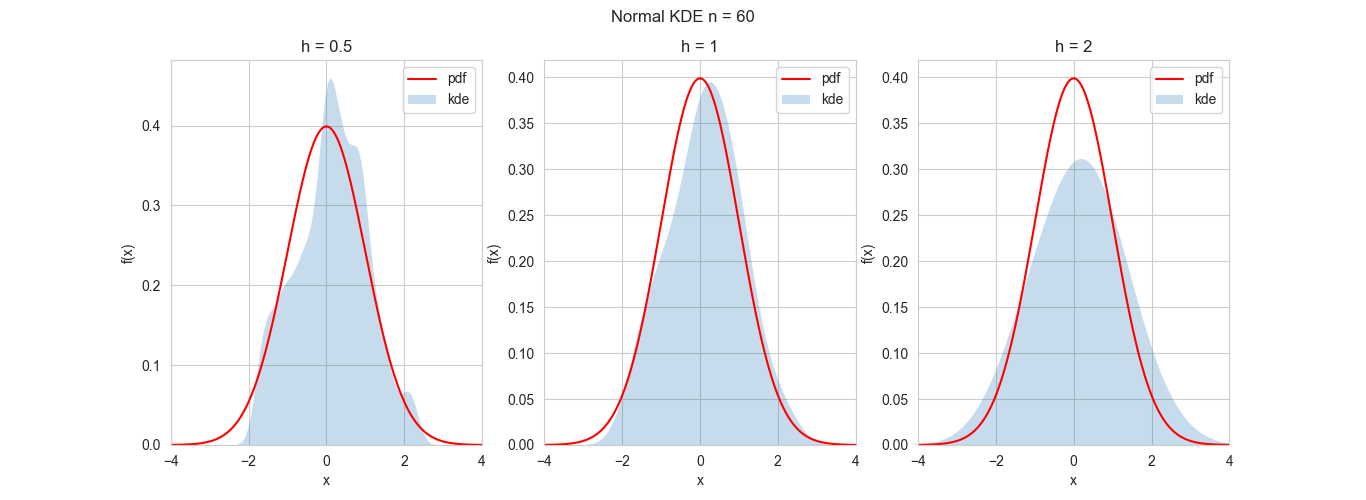 Normal KDE n = 60
h = 0.5
pdf
kde
f(x)
0.4
0.3
0.2
0.1
0.0
−4
−2
0
2
4
x
h = 1
pdf
kde
f(x)
0.40
0.35
0.30
0.25
0.20
0.15
0.10
0.05
0.00
−4
−2
0
2
4
x
h = 2
pdf
kde
f(x)
0.40
0.35
0.30
0.25
0.20
0.15
0.10
0.05
0.00
−4
−2
0
2
4
x